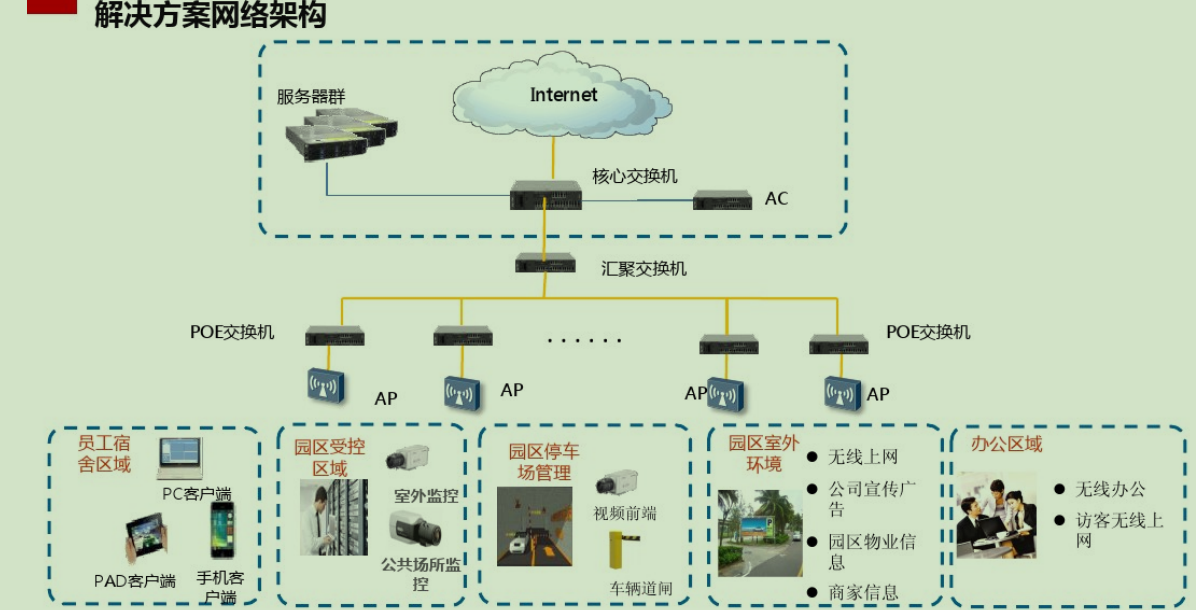 解决方案网络架构
服务器群
Internet
核心交换机
AC
汇聚交换机
POE交换机
······
POE交换机
AP
AP
AP
AP
员工宿
舍区域
PC客户端
PAD客户端
手机客
户端
园区受控
区域
室外监控
公共场所监
控
园区停车
场管理
视频前端
车辆道闸
园区室外
环境
● 无线上网
● 公司宣传广
告
● 园区物业信
息
● 商家信息
办公区域
● 无线办公
● 访客无线上
网